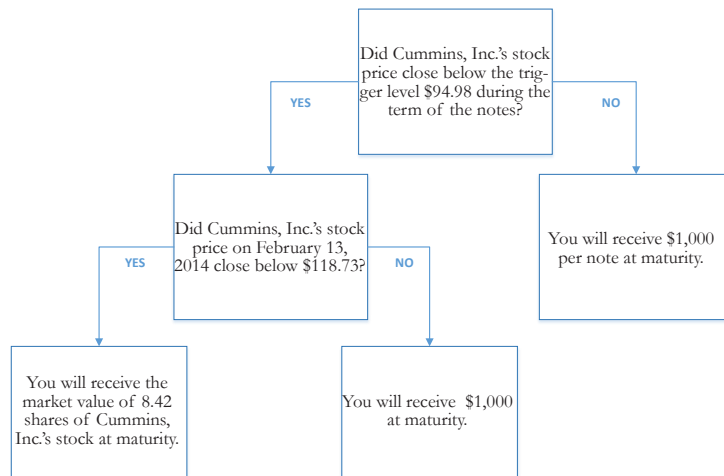 Did Cummins, Inc.'s stock
price close below the trig-
ger level $94.98 during the
term of the notes?
YES
NO
Did Cummins, Inc.'s stock
price on February 13,
2014 close below $118.73?
You will receive $1,000
per note at maturity.
YES
NO
You will receive the
market value of 8.42
shares of Cummins,
Inc.'s stock at maturity.
You will receive $1,000
at maturity.